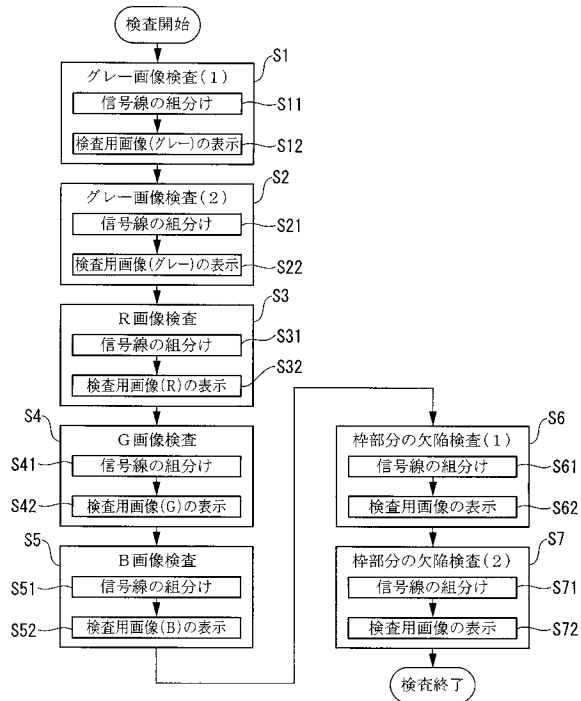 検査開始
S1
グレー画像検査(1)
信号線の組分け
S11
検査用画像(グレー)の表示
S12
S2
グレー画像検査(2)
信号線の組分け
S21
検査用画像(グレー)の表示
S22
S3
R画像検査
信号線の組分け
S31
検査用画像(R)の表示
S32
S4
G画像検査
S41
信号線の組分け
S42
検査用画像(G)の表示
S5
B画像検査
S51
信号線の組分け
S52
検査用画像(B)の表示
S6
枠部分の欠陥検査(1)
信号線の組分け
S61
検査用画像の表示
S62
S7
枠部分の欠陥検査(2)
信号線の組分け
S71
検査用画像の表示
S72
検査終了